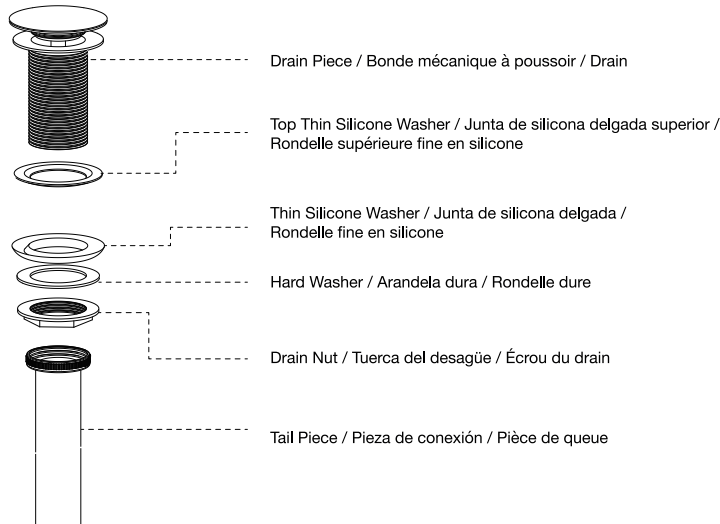 Drain Piece / Bonde mécanique à poussoir / Drain
Top Thin Silicone Washer / Junta de silicona delgada superior /
Rondelle supérieure fine en silicone
Thin Silicone Washer / Junta de silicona delgada /
Rondelle fine en silicone
Hard Washer / Arandela dura / Rondelle dure
Drain Nut / Tuerca del desagüe / Écrou du drain
Tail Piece / Pieza de conexión / Pièce de queue